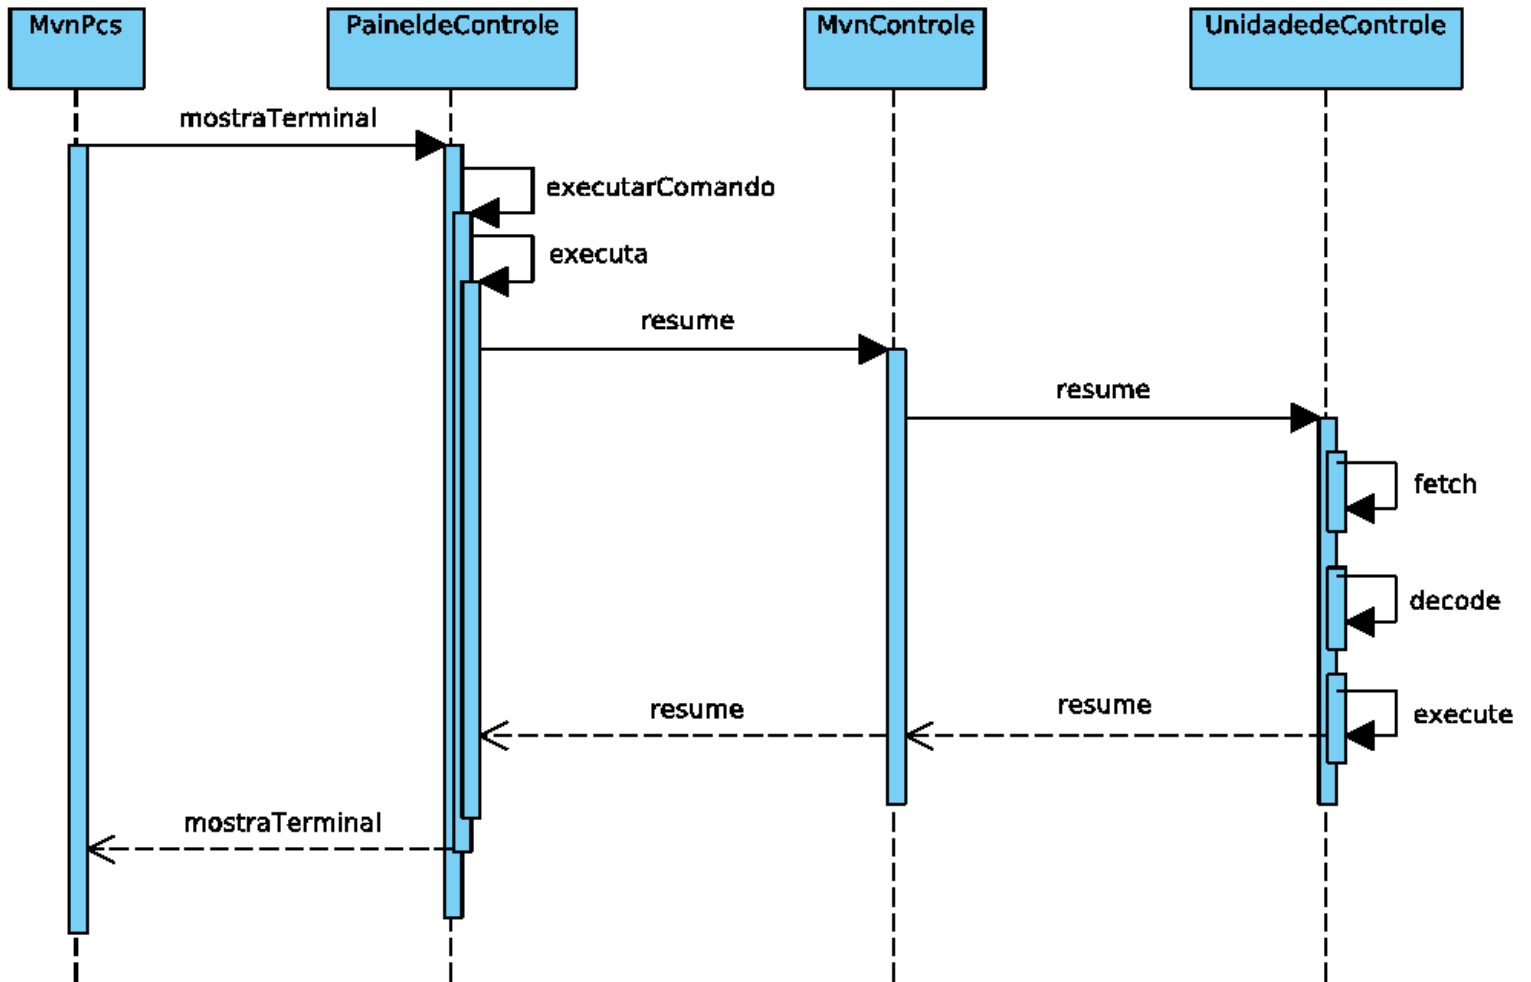 MvnPcs
PaineldeControle
MvnControle
UnidadedeControle
mostraTerminal
executarComando
executa
resume
resume
fetch
decode
resume
resume
execute
mostraTerminal